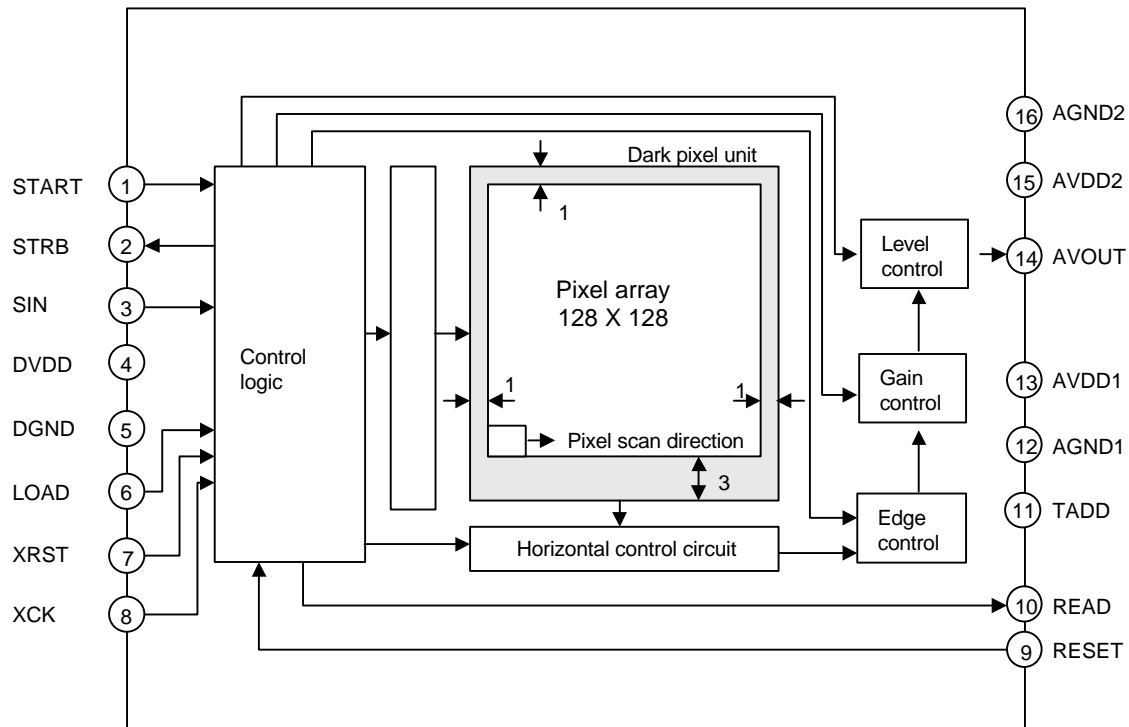 START
1
STRB
2
SIN
3
DVDD
4
DGND
5
LOAD
6
XRST
7
XCK
8
Control
logic
Dark pixel unit
1
Pixel array
128 X 128
1
1
Pixel scan direction
3
Horizontal control circuit
Level
control
Gain
control
Edge
control
16
AGND2
15
AVDD2
14
AVOUT
13
AVDD1
12
AGND1
11
TADD
10
READ
9
RESET